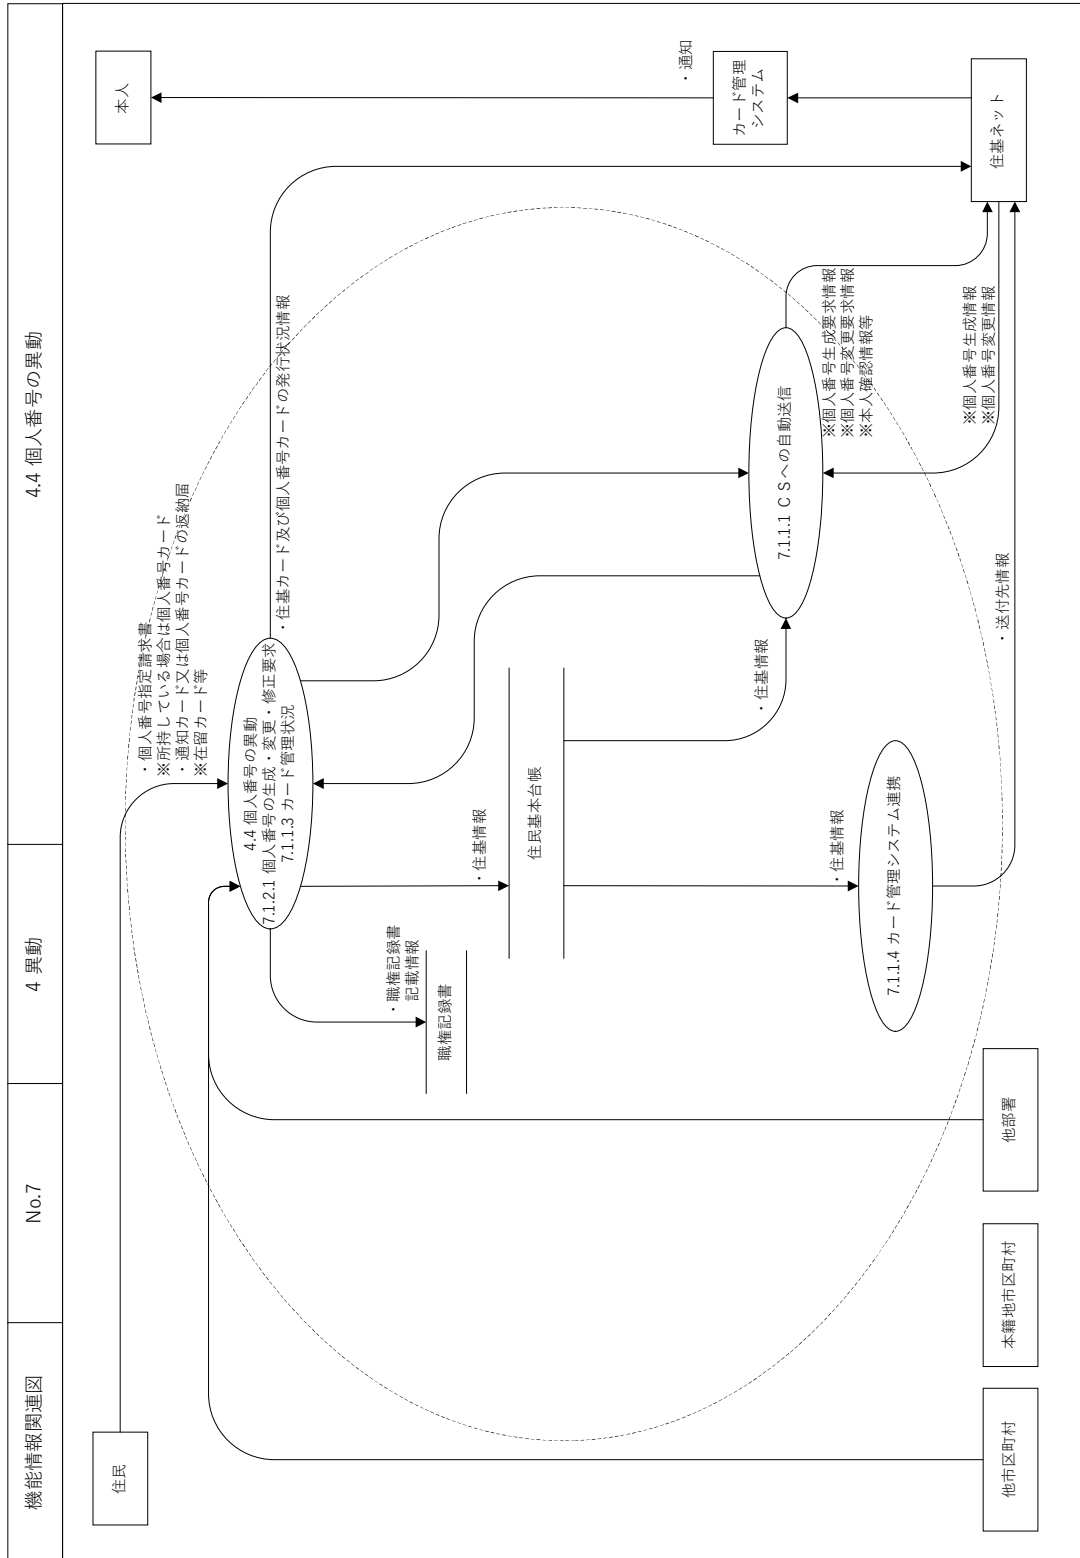 機能情報関連図
No.7
4 異動
4.4 個人番号の異動
住民
本人
・個人番号指定請求書
※所持している場合は個人番号カード
・通知カード又は個人番号カードの返納届
※在留カード等
4.4 個人番号の異動
7.1.2.1 個人番号の生成・変更・修正要求
7.1.1.3 カード管理状況
・住基カード及び個人番号カードの発行状況情報
・職権記録書
記載情報
職権記録書
・住基情報
住民基本台帳
・通知
カード管理
システム
・住基情報
7.1.1.1 ＣＳへの自動送信
※個人番号生成要求情報
※個人番号変更要求情報
※本人確認情報等
・住基情報
7.1.1.4 カード管理システム連携
※個人番号生成情報
※個人番号変更情報
・送付先情報
他市区町村
本籍地市区町村
他部署
住基ネット